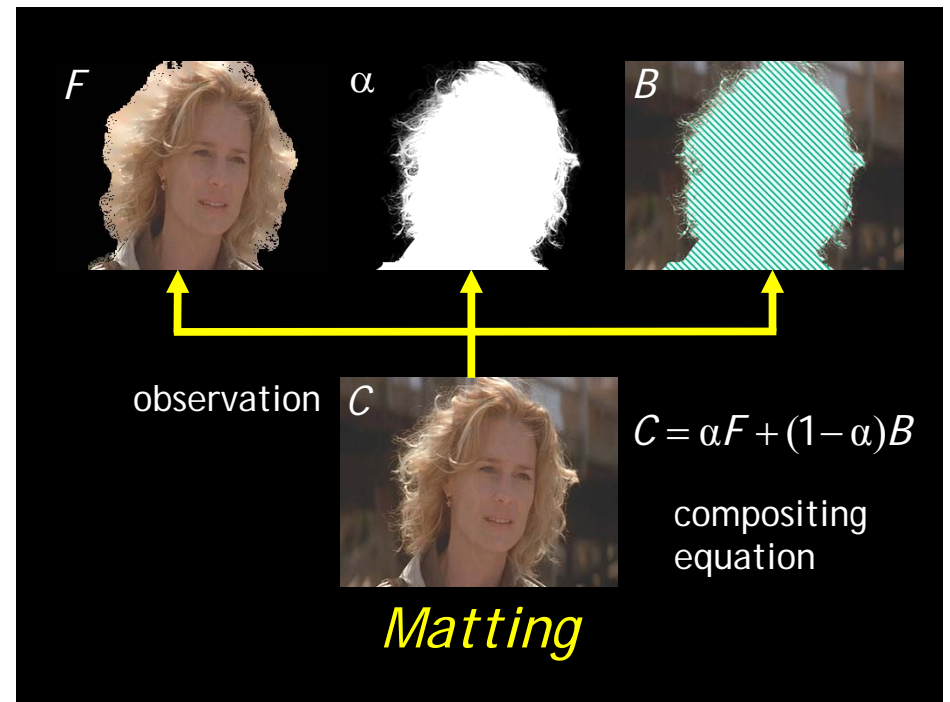 F
α
B
observation
C
C = αF + (1−α)B
compositing
equation
Matting